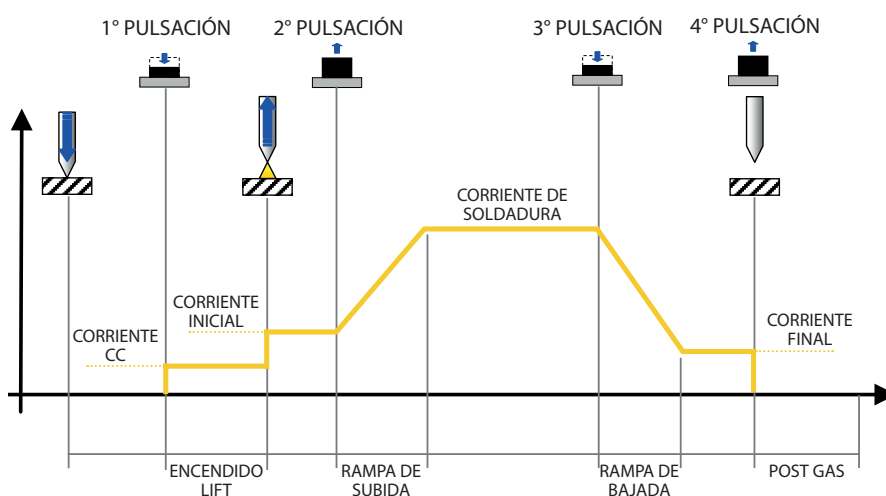 1° PULSACIÓN
2° PULSACIÓN
3° PULSACIÓN
4° PULSACIÓN
CORRIENTE DE
SOLDADURA
CORRIENTE
INICIAL
CORRIENTE
CC
CORRIENTE
FINAL
ENCENDIDO
LIFT
RAMPA DE
SUBIDA
RAMPA DE
BAJADA
POST GAS